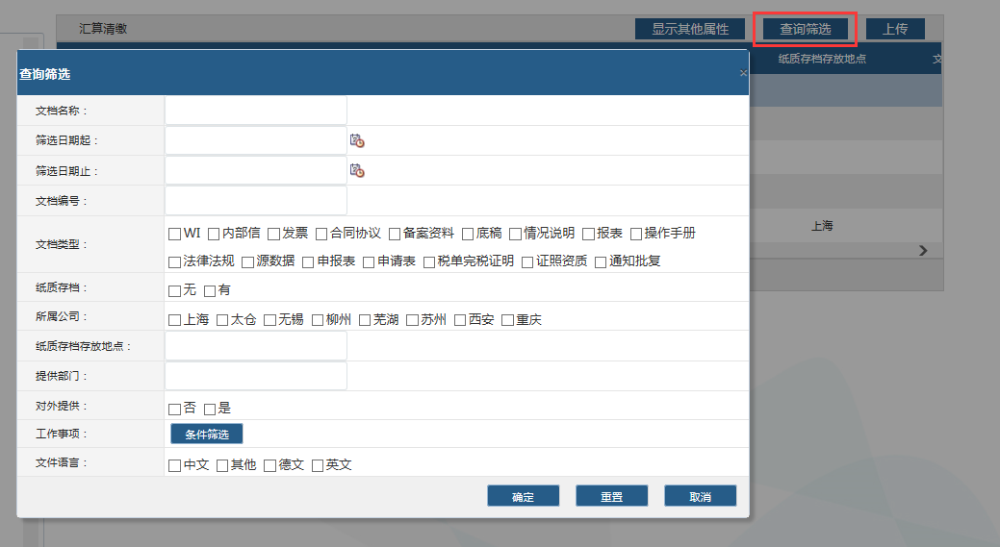 汇算清缴 显示其他属性 查询筛选 上传
纸质存档存放地点
查询筛选 ×
文档名称：
筛选日期起：
筛选日期止：
文档编号：
文档类型：
WI 内部信 发票 合同协议 备案资料 底稿 情况说明 报表 操作手册
法律法规 源数据 申报表 申请表 税单完税证明 证照资质 通知批复
纸质存档： 无 有
所属公司： 上海 太仓 无锡 柳州 芜湖 苏州 西安 重庆
纸质存档存放地点：
提供部门：
对外提供： 否 是
工作事项： 条件筛选
文件语言： 中文 其他 德文 英文
确定 重置 取消
上海